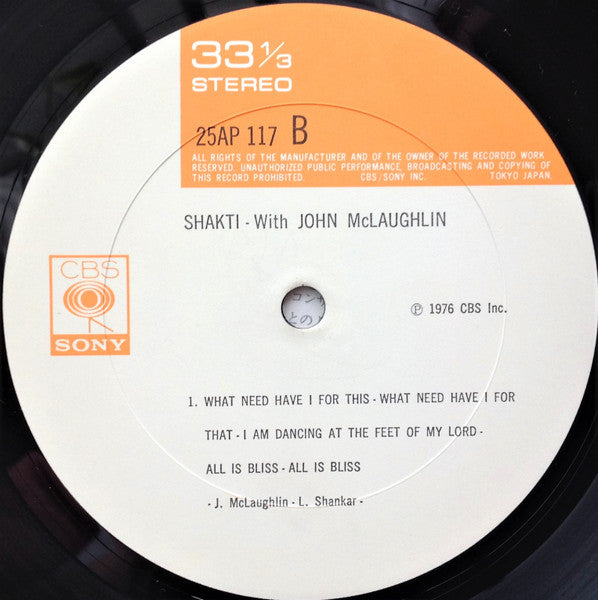 33 1/3
STEREO
25AP 117 B
ALL RIGHTS OF THE MANUFACTURER AND OF THE OWNER OF THE RECORDED WORK
RESERVED. UNAUTHORIZED PUBLIC PERFORMANCE, BROADCASTING AND COPYING OF
THIS RECORD PROHIBITED. CBS/SONY INC. TOKYO JAPAN.
SHAKTI - With JOHN McLAUGHLIN
CBS
SONY
Ⓟ 1976 CBS Inc.
1. WHAT NEED HAVE I FOR THIS - WHAT NEED HAVE I FOR
THAT - I AM DANCING AT THE FEET OF MY LORD -
ALL IS BLISS - ALL IS BLISS
- J. McLaughlin - L. Shankar -